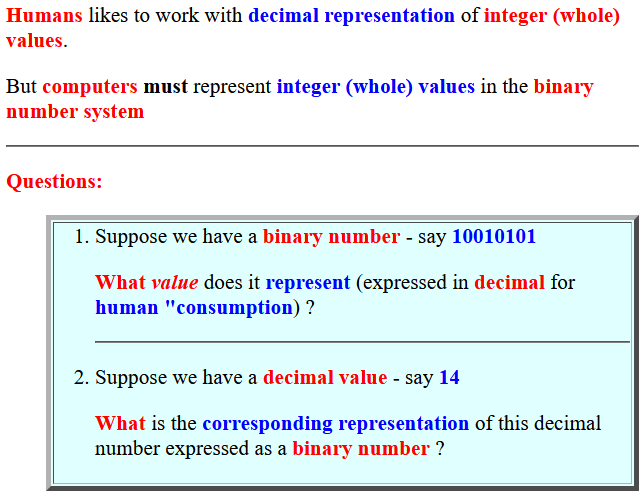 Humans likes to work with decimal representation of integer (whole)
values.
But computers must represent integer (whole) values in the binary
number system
Questions:
1. Suppose we have a binary number - say 10010101
What value does it represent (expressed in decimal for
human "consumption) ?
2. Suppose we have a decimal value - say 14
What is the corresponding representation of this decimal
number expressed as a binary number ?